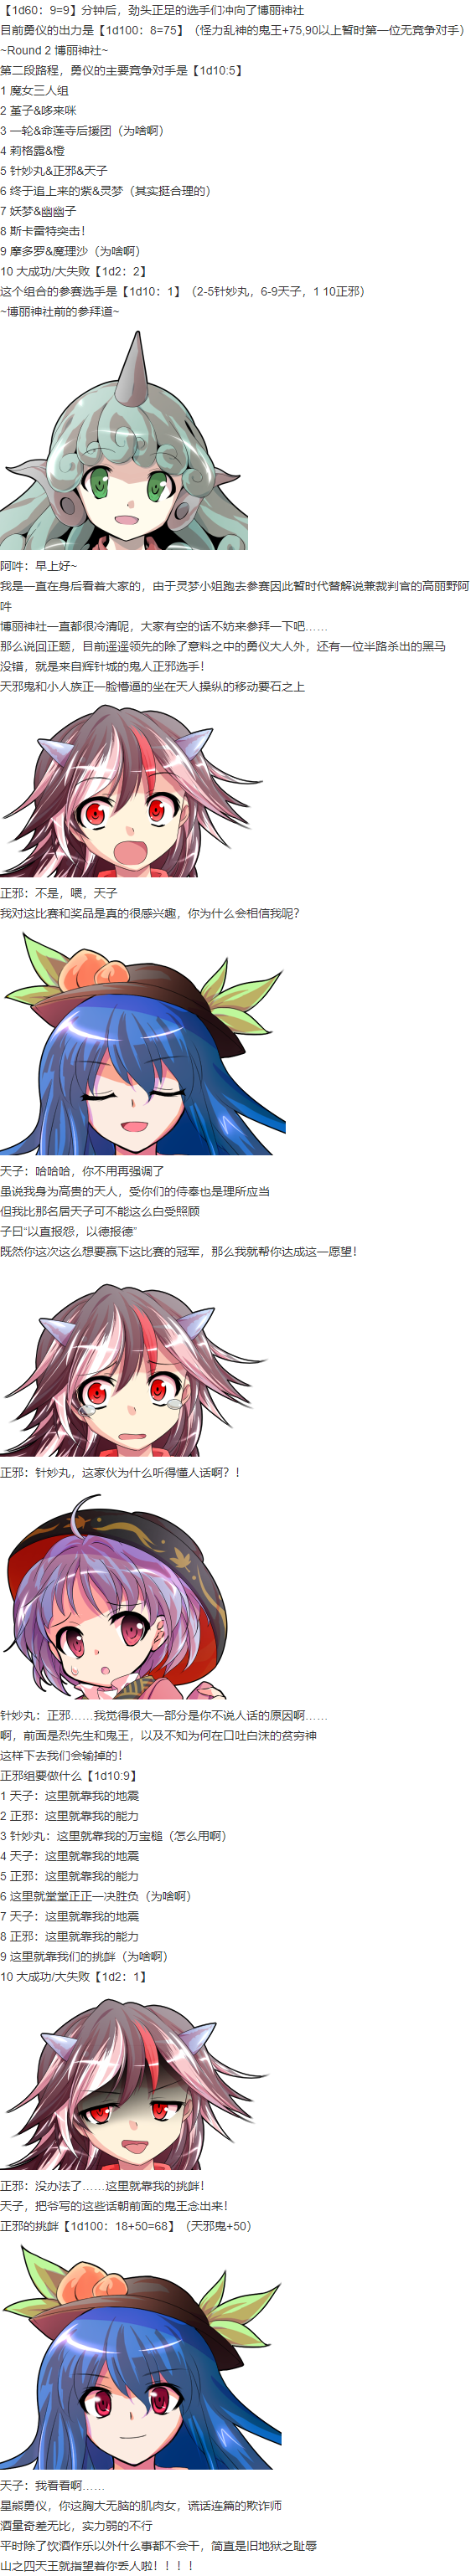 【1d60：9=9】分钟后，劲头正足的选手们冲向了博丽神社
目前勇仪的出力是【1d100：8=75】（怪力乱神的鬼王+75,90以上暂时第一位无竞争对手）
~Round 2 博丽神社~
第二段路程，勇仪的主要竞争对手是【1d10:5】
1 魔女三人组
2 堇子&哆来咪
3 一轮&命莲寺后援团（为啥啊）
4 莉格露&橙
5 针妙丸&正邪&天子
6 终于追上来的紫&灵梦（其实挺合理的）
7 妖梦&幽幽子
8 斯卡雷特突击！
9 摩多罗&魔理沙（为啥啊）
10 大成功/大失败【1d2：2】
这个组合的参赛选手是【1d10：1】（2-5针妙丸，6-9天子，1 10正邪）
~博丽神社前的参拜道~
阿吽：早上好~
我是一直在身后看着大家的，由于灵梦小姐跑去参赛因此暂时代替解说兼裁判官的高丽野阿
吽
博丽神社一直都很冷清呢，大家有空的话不妨来参拜一下吧……
那么说回正题，目前遥遥领先的除了意料之中的勇仪大人外，还有一位半路杀出的黑马
没错，就是来自辉针城的鬼人正邪选手！
天邪鬼和小人族正一脸懵逼的坐在天人操纵的移动要石之上
正邪：不是，喂，天子
我对这比赛和奖品是真的很感兴趣，你为什么会相信我呢？
天子：哈哈哈，你不用再强调了
虽说我身为高贵的天人，受你们的侍奉也是理所应当
但我比那名居天子可不能这么白受照顾
子曰“以直报怨，以德报德”
既然你这次这么想要赢下这比赛的冠军，那么我就帮你达成这一愿望！
正邪：针妙丸，这家伙为什么听得懂人话啊？！
针妙丸：正邪……我觉得很大一部分是你不说人话的原因啊……
啊，前面是烈先生和鬼王，以及不知为何在口吐白沫的贫穷神
这样下去我们会输掉的！
正邪组要做什么【1d10:9】
1 天子：这里就靠我的地震
2 正邪：这里就靠我的能力
3 针妙丸：这里就靠我的万宝槌（怎么用啊）
4 天子：这里就靠我的地震
5 正邪：这里就靠我的能力
6 这里就堂堂正正一决胜负（为啥啊）
7 天子：这里就靠我的地震
8 正邪：这里就靠我的能力
9 这里就靠我们的挑衅（为啥啊）
10 大成功/大失败【1d2：1】
正邪：没办法了……这里就靠我的挑衅！
天子，把爷写的这些话朝前面的鬼王念出来！
正邪的挑衅【1d100：18+50=68】（天邪鬼+50）
天子：我看看啊……
星熊勇仪，你这胸大无脑的肌肉女，谎话连篇的欺诈师
酒量奇差无比，实力弱的不行
平时除了饮酒作乐以外什么事都不会干，简直是旧地狱之耻辱
山之四天王就指望着你丢人啦！！！！